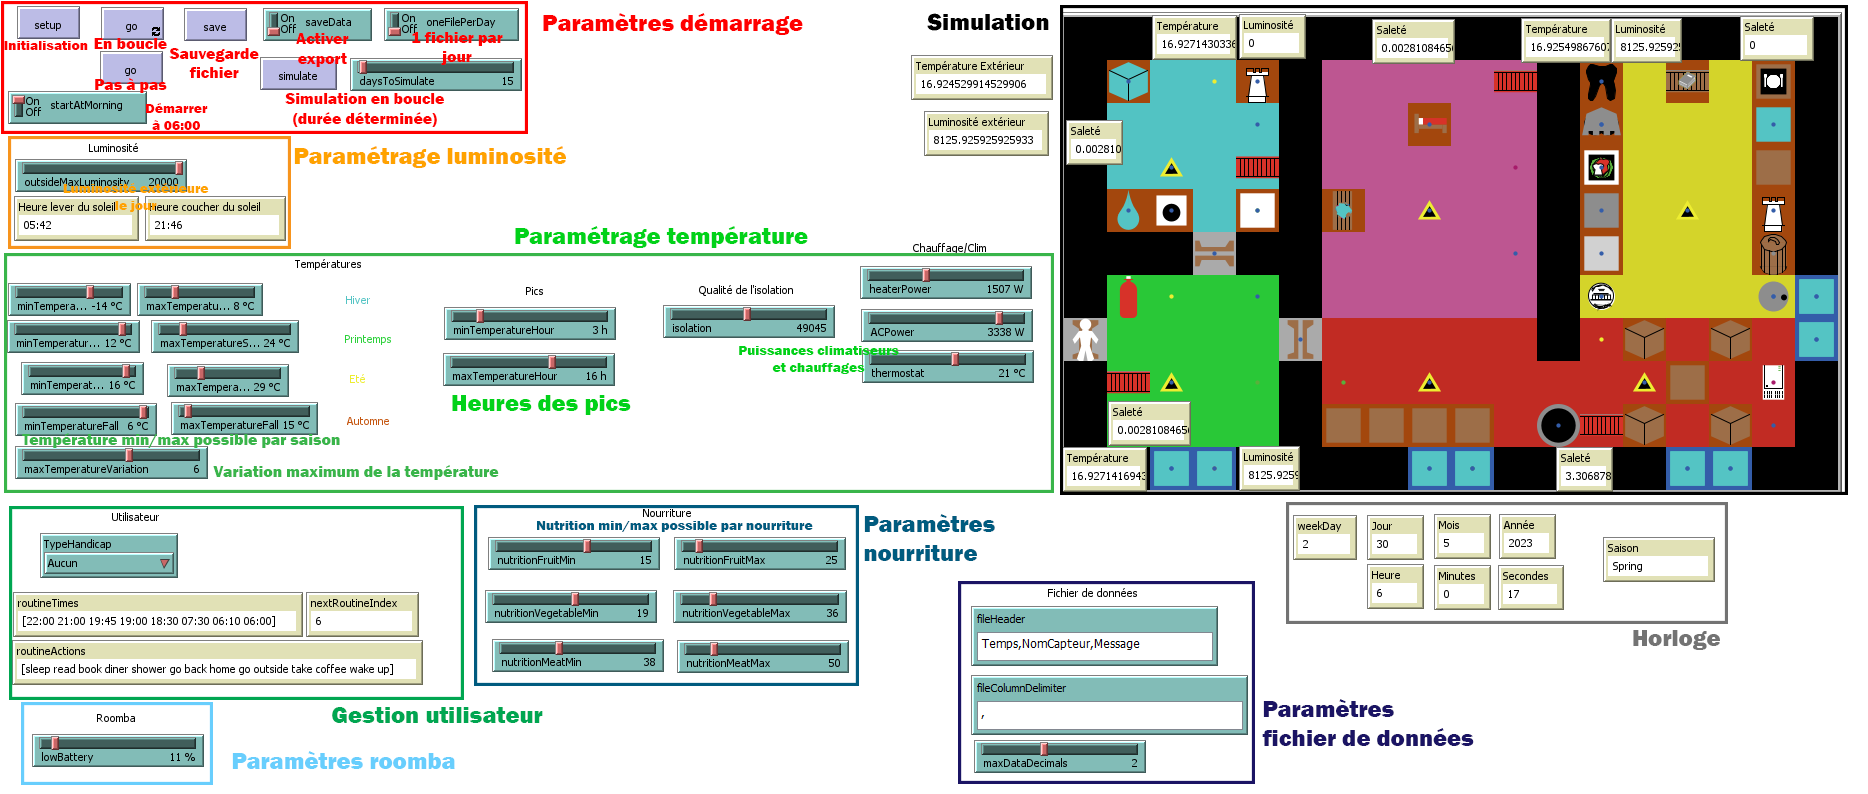 setup
go
save
On
Off
saveData
On
Off
oneFilePerDay
Initialisation
En boucle
Sauvegarde
fichier
Activer
export
1 fichier par
jour
go
Pas à pas
simulate
daysToSimulate 15
Simulation en boucle
(durée déterminée)
On
Off
startAtMorning
Démarrer
à 06:00
Paramètres démarrage
Luminosité
outsideMaxLuminosity 20000
Luminosité extérieure
le jour
Heure lever du soleil
05:42
Heure coucher du soleil
21:46
Paramétrage luminosité
Paramétrage température
Températures
minTempera... -14 °C
maxTemperatu... 8 °C
Hiver
minTemperatur... 12 °C
maxTemperatureS... 24 °C
Printemps
minTemperat... 16 °C
maxTempera... 29 °C
Eté
minTemperatureFall 6 °C
maxTemperatureFall 15 °C
Automne
Température min/max possible par saison
maxTemperatureVariation 6
Variation maximum de la température
Pics
minTemperatureHour 3 h
maxTemperatureHour 16 h
Heures des pics
Qualité de l'isolation
isolation 49045
Chauffage/Clim
heaterPower 1507 W
ACPower 3338 W
thermostat 21 °C
Puissances climatiseurs
et chauffages
Simulation
Température Extérieur
16.924529914529906
Luminosité extérieur
8125.925925925933
Température
16.9271430336
Luminosité
0
Saleté
0.0028108465
Température
16.92549867607
Luminosité
8125.92592
Saleté
0
Saleté
0.002810
Saleté
0.0028108465
Température
16.9271416943
Luminosité
8125.9259
Saleté
3.306878
Utilisateur
TypeHandicap
Aucun
routineTimes
[22:00 21:00 19:45 19:00 18:30 07:30 06:10 06:00]
nextRoutineIndex
6
routineActions
[sleep read book diner shower go back home go outside take coffee wake up]
Gestion utilisateur
Roomba
lowBattery 11 %
Paramètres roomba
Nourriture
Nutrition min/max possible par nourriture
nutritionFruitMin 15
nutritionFruitMax 25
nutritionVegetableMin 19
nutritionVegetableMax 36
nutritionMeatMin 38
nutritionMeatMax 50
Paramètres
nourriture
Fichier de données
fileHeader
Temps,NomCapteur,Message
fileColumnDelimiter
,
maxDataDecimals 2
Paramètres
fichier de données
weekDay
2
Jour
30
Mois
5
Année
2023
Heure
6
Minutes
0
Secondes
17
Saison
Spring
Horloge